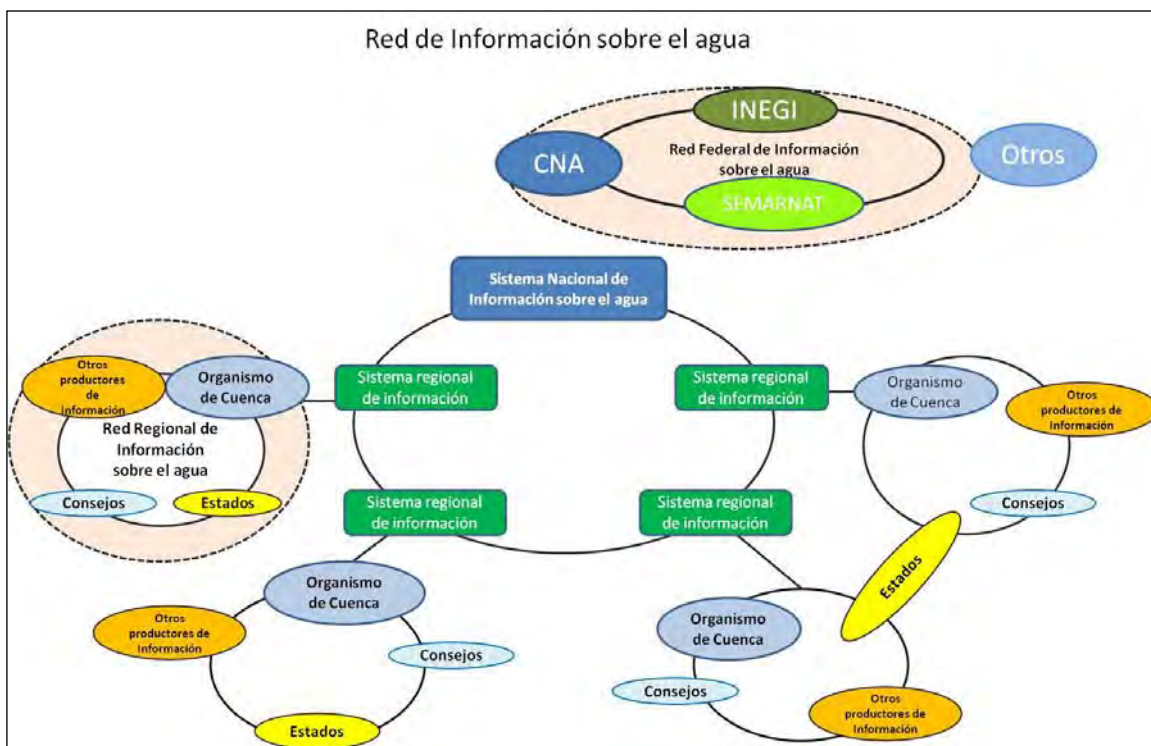 Red de Información sobre el agua
INEGI
CNA
Red Federal de Información
sobre el agua
Otros
SEMARNAT
Sistema Nacional de
Información sobre el agua
Otros
productores
de
Información
Organismo
de Cuenca
Sistema regional
de información
Sistema regional
de información
Organismo
de Cuenca
Otros
productores de
Información
Red Regional de
Información
sobre el agua
Consejos
Estados
Sistema regional
de información
Sistema regional
de información
Consejos
Estados
Organismo
de Cuenca
Otros
productores de
Información
Consejos
Estados
Organismo
de Cuenca
Consejos
Otros
productores de
Información